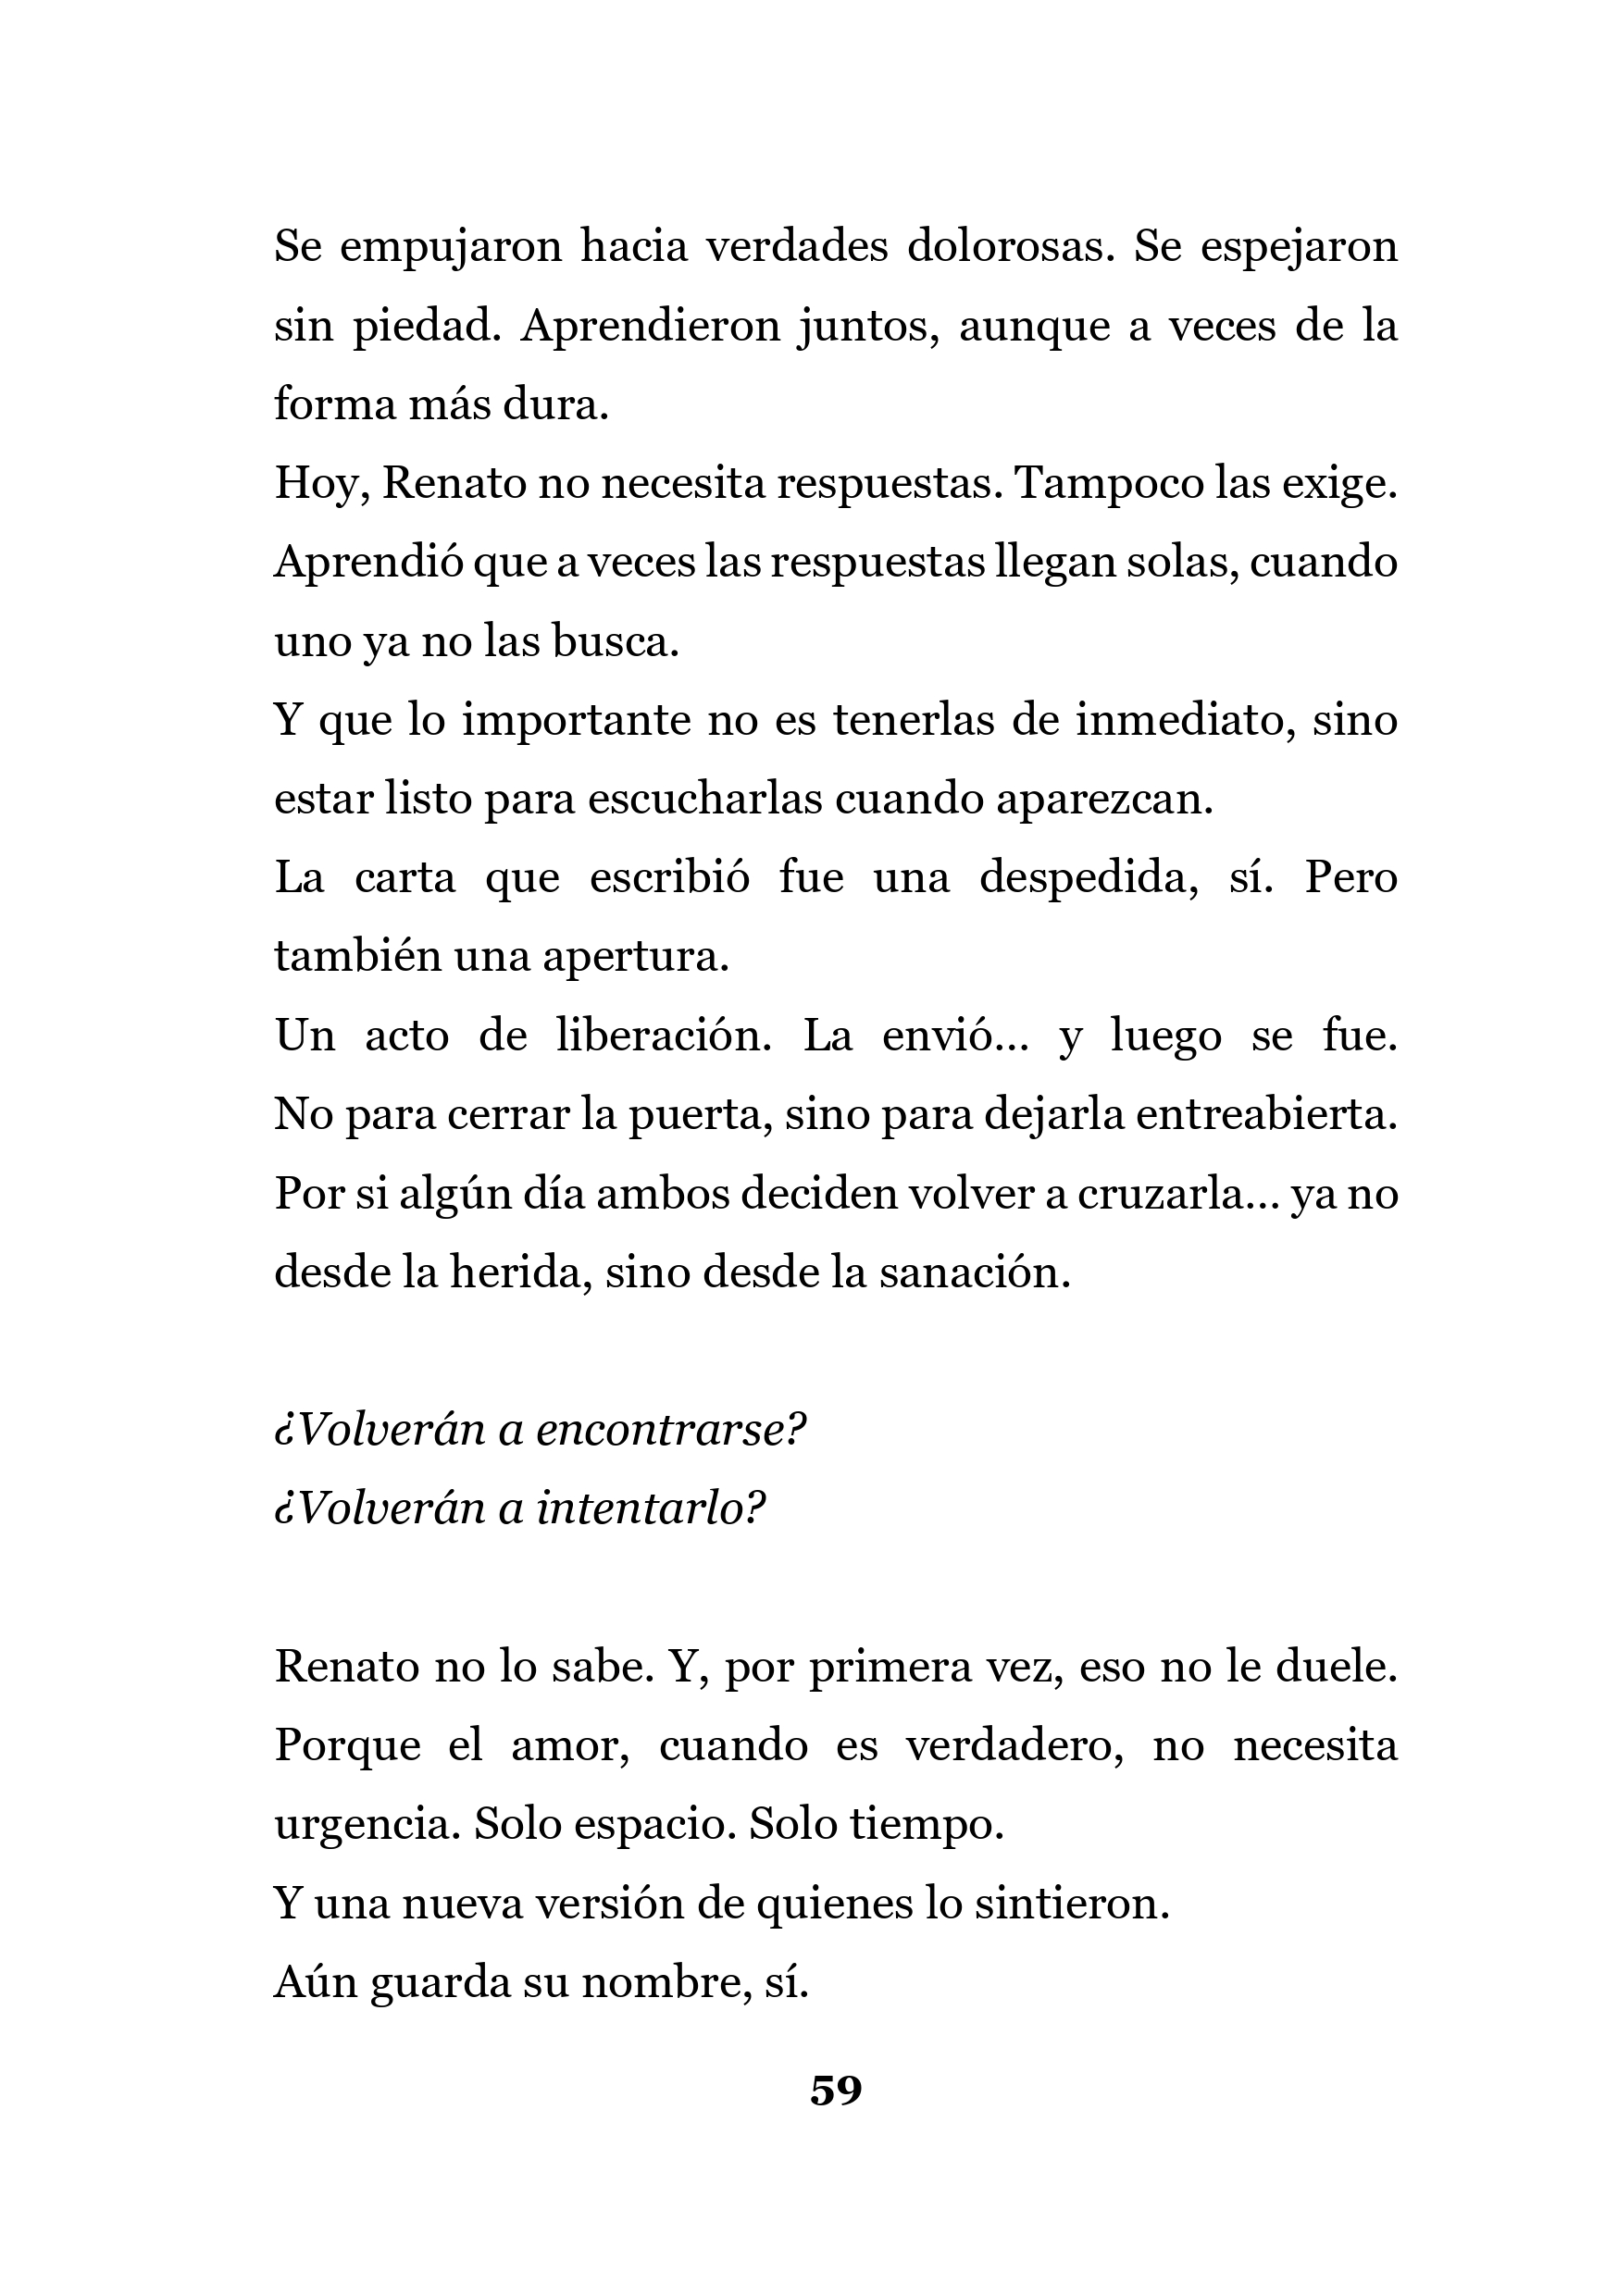 Se empujaron hacia verdades dolorosas. Se espejaron
sin piedad. Aprendieron juntos, aunque a veces de la
forma más dura.
Hoy, Renato no necesita respuestas. Tampoco las exige.
Aprendió que a veces las respuestas llegan solas, cuando
uno ya no las busca.
Y que lo importante no es tenerlas de inmediato, sino
estar listo para escucharlas cuando aparezcan.
La carta que escribió fue una despedida, sí. Pero
también una apertura.
Un acto de liberación. La envió… y luego se fue.
No para cerrar la puerta, sino para dejarla entreabierta.
Por si algún día ambos deciden volver a cruzarla… ya no
desde la herida, sino desde la sanación.
¿Volverán a encontrarse?
¿Volverán a intentarlo?
Renato no lo sabe. Y, por primera vez, eso no le duele.
Porque el amor, cuando es verdadero, no necesita
urgencia. Solo espacio. Solo tiempo.
Y una nueva versión de quienes lo sintieron.
Aún guarda su nombre, sí.
59